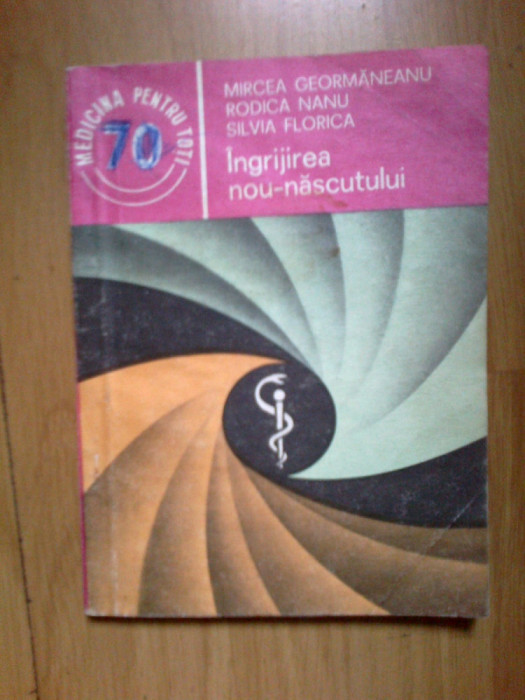 MEDICINA PENTRU TOȚI
70
MIRCEA GEORMĂNEANU
RODICA NANU
SILVIA FLORICA
Îngrijirea
nou-născutului